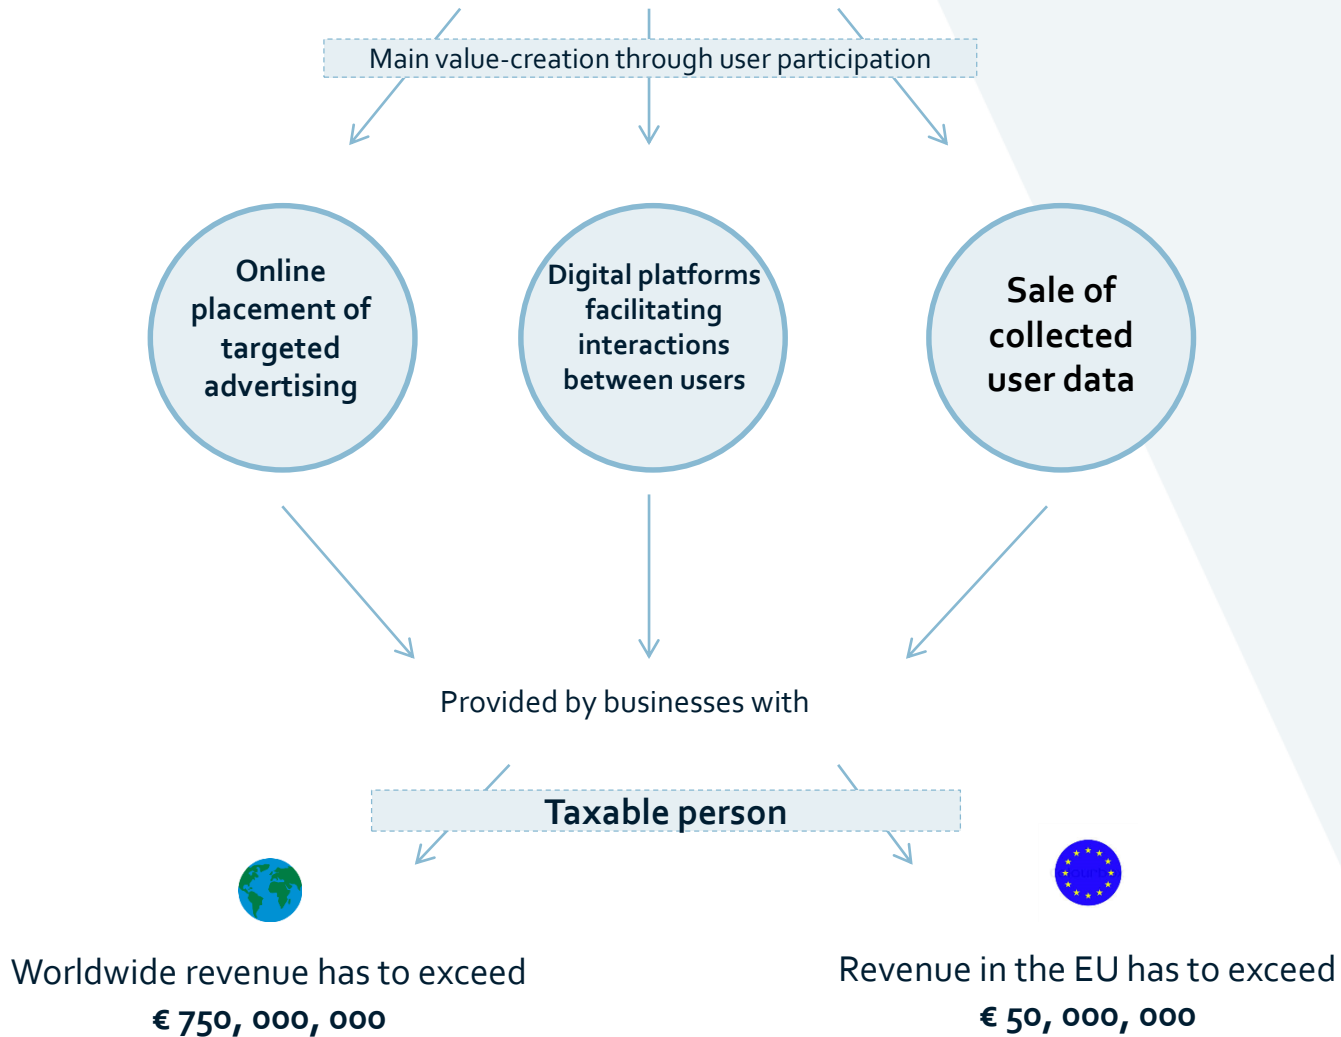 Main value-creation through user participation
Online
placement of
targeted
advertising
Digital platforms
facilitating
interactions
between users
Sale of
collected
user data
Provided by businesses with
Taxable person
Worldwide revenue has to exceed
€ 750, 000, 000
Revenue in the EU has to exceed
€ 50, 000, 000